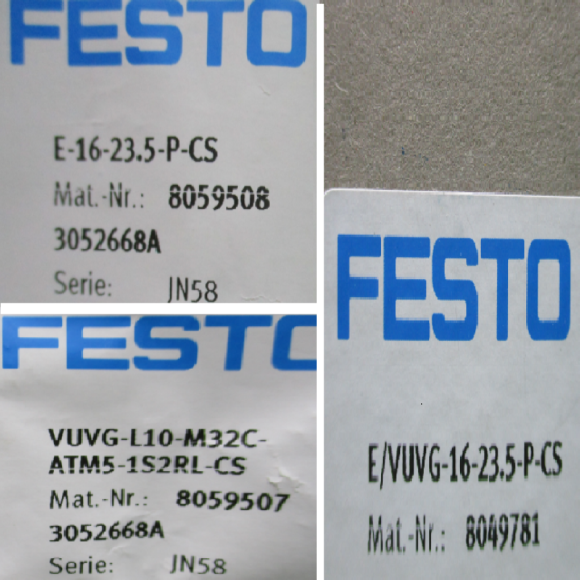 FESTO
E-16-23.5-P-CS
Mat.-Nr.: 8059508
3052668A
Serie: JN58
FESTO
VUVG-L10-M32C-
ATM5-1S2RL-CS
Mat.-Nr.: 8059507
3052668A
Serie: JN58
FESTO
E/VUVG-16-23.5-P-CS
Mat.-Nr.: 8049781